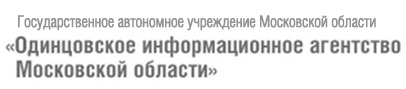 Государственное автономное учреждение Московской области
«Одинцовское информационное агентство
Московской области»